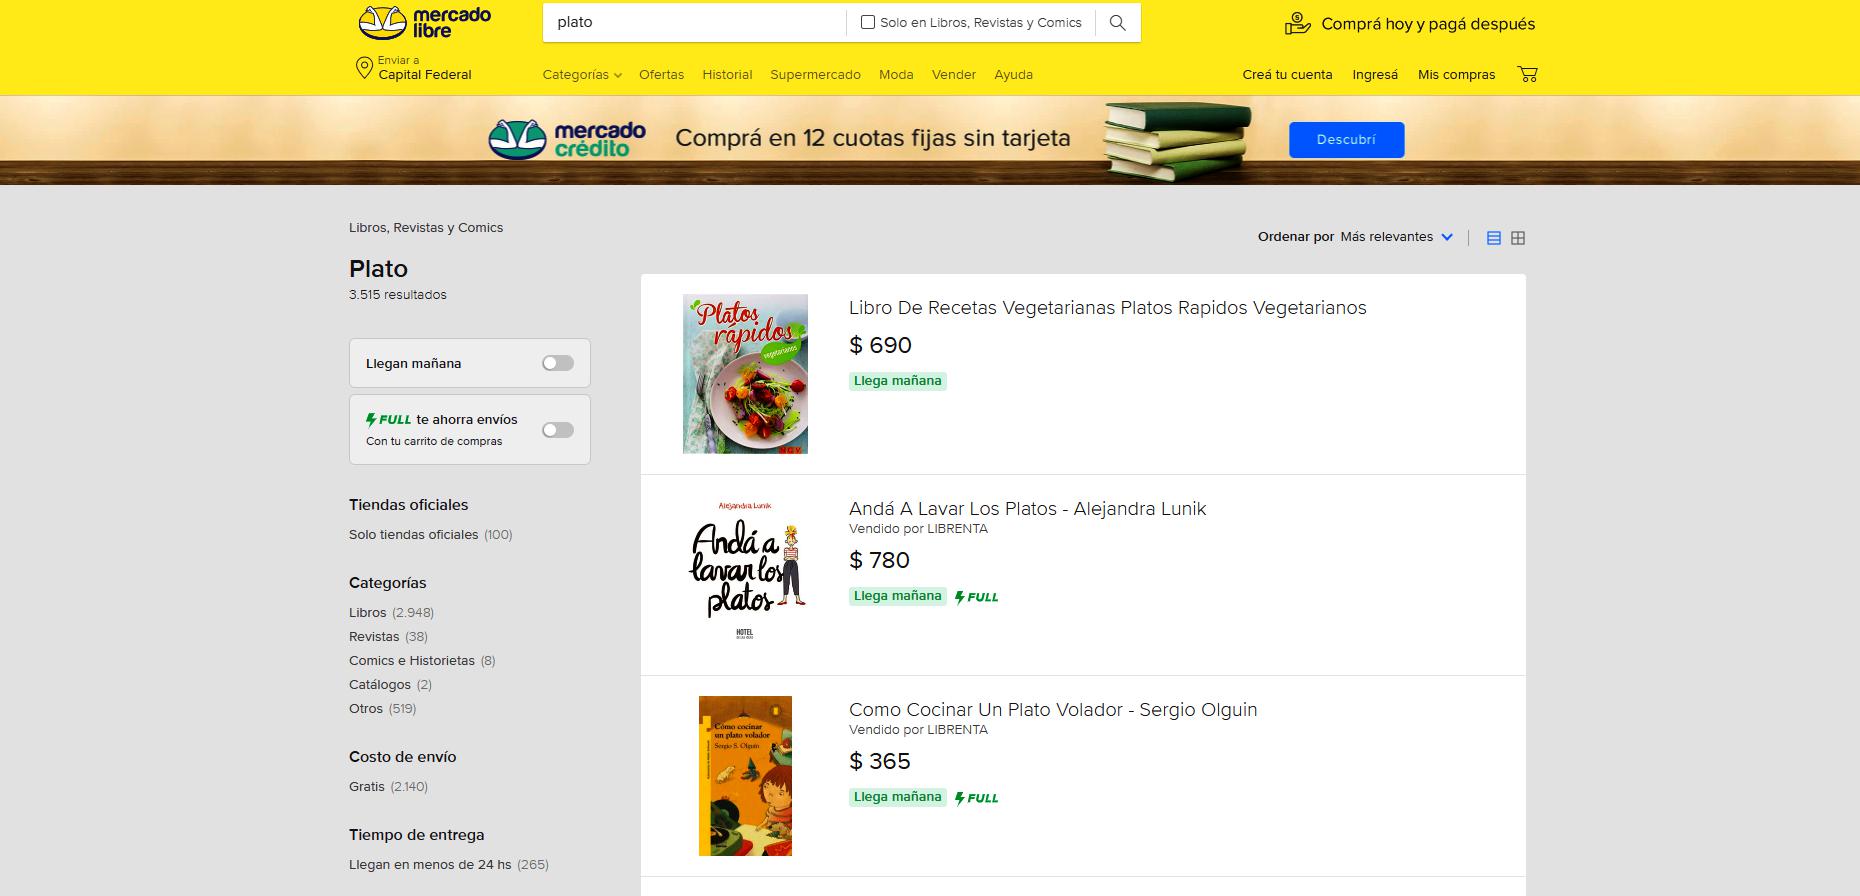 mercado
libre
plato
Solo en Libros, Revistas y Comics
Comprá hoy y pagá después
Enviar a
Capital Federal
Categorías
Ofertas
Historial
Supermercado
Moda
Vender
Ayuda
Creá tu cuenta
Ingresá
Mis compras
mercado
crédito
Comprá en 12 cuotas fijas sin tarjeta
Descubrí
Libros, Revistas y Comics
Plato
3.515 resultados
Ordenar por Más relevantes
Llegan mañana
FULL te ahorra envíos
Con tu carrito de compras
Tiendas oficiales
Solo tiendas oficiales (100)
Categorías
Libros (2.948)
Revistas (38)
Comics e Historietas (8)
Catálogos (2)
Otros (519)
Costo de envío
Gratis (2.140)
Tiempo de entrega
Llegan en menos de 24 hs (265)
Platos
rápidos
vegetarianos
NGV
Libro De Recetas Vegetarianas Platos Rapidos Vegetarianos
$ 690
Llega mañana
Alejandra Lunik
Andá a
lavar los
platos
HOTEL
Andá A Lavar Los Platos - Alejandra Lunik
Vendido por LIBRENTA
$ 780
Llega mañana FULL
Cómo cocinar
un plato volador
Sergio S. Olguín
Como Cocinar Un Plato Volador - Sergio Olguin
Vendido por LIBRENTA
$ 365
Llega mañana FULL